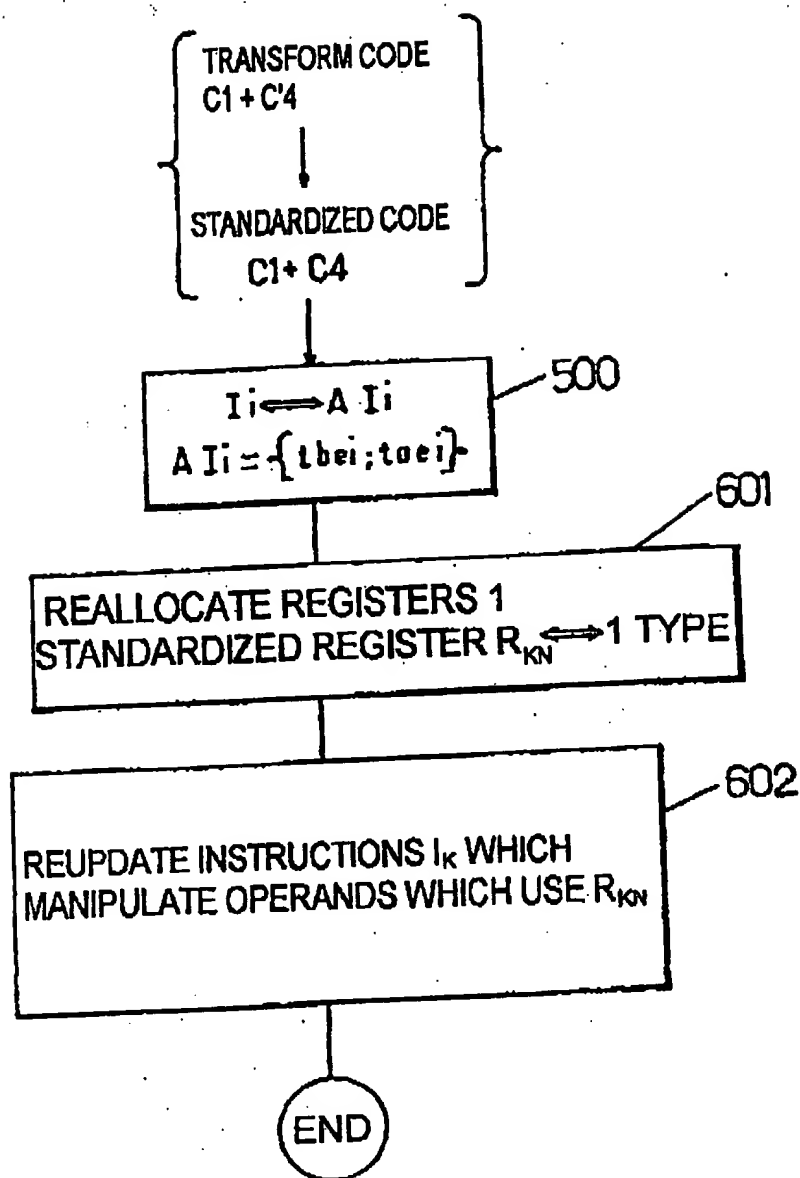 TRANSFORM CODE
C1 + C'4
STANDARDIZED CODE
C1 + C4
Ii ⟺ A Ii
A Ii = {tbei; taei}
500
601
REALLOCATE REGISTERS 1
STANDARDIZED REGISTER R_KN ⟺ 1 TYPE
602
REUPDATE INSTRUCTIONS I_K WHICH
MANIPULATE OPERANDS WHICH USE R_KN
END